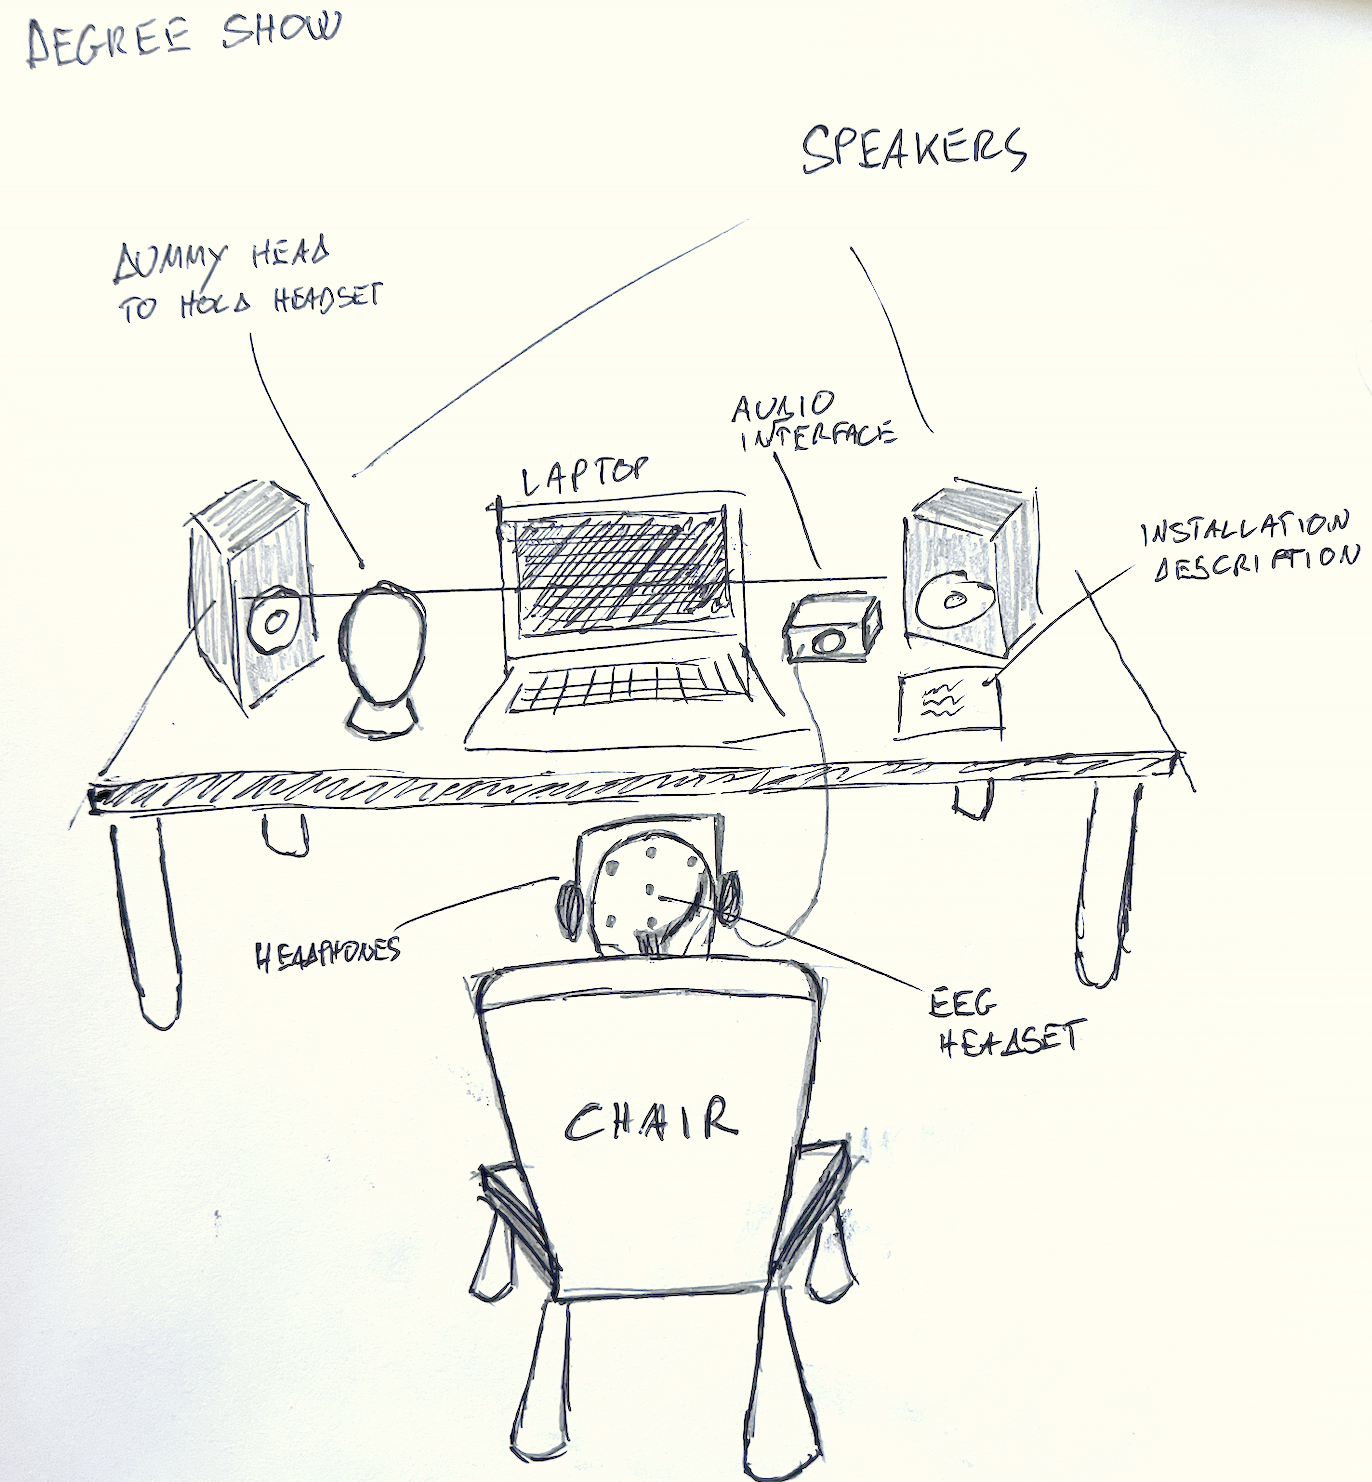 DEGREE SHOW
SPEAKERS
DUMMY HEAD
TO HOLD HEADSET
AUDIO
INTERFACE
LAPTOP
INSTALLATION
DESCRIPTION
HEADPHONES
EEG
HEADSET
CHAIR